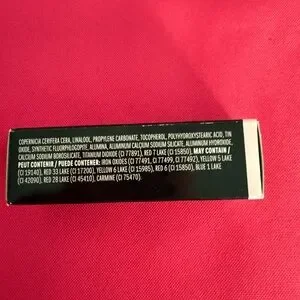 COPERNICIA CERIFERA CERA, LINALOOL, PROPYLENE CARBONATE, TOCOPHEROL, POLYHYDROXYSTEARIC ACID, TIN
OXIDE, SYNTHETIC FLUORPHLOGOPITE, ALUMINA, ALUMINUM CALCIUM SODIUM SILICATE, ALUMINUM HYDROXIDE,
CALCIUM SODIUM BOROSILICATE, TITANIUM DIOXIDE (CI 77891), RED 7 LAKE (CI 15850), MAY CONTAIN /
PEUT CONTENIR / PUEDE CONTENER: IRON OXIDES (CI 77491, CI 77499, CI 77492), YELLOW 5 LAKE
(CI 19140), RED 33 LAKE (CI 17200), YELLOW 6 LAKE (CI 15985), RED 6 (CI 15850), BLUE 1 LAKE
(CI 42090), RED 28 LAKE (CI 45410), CARMINE (CI 75470).